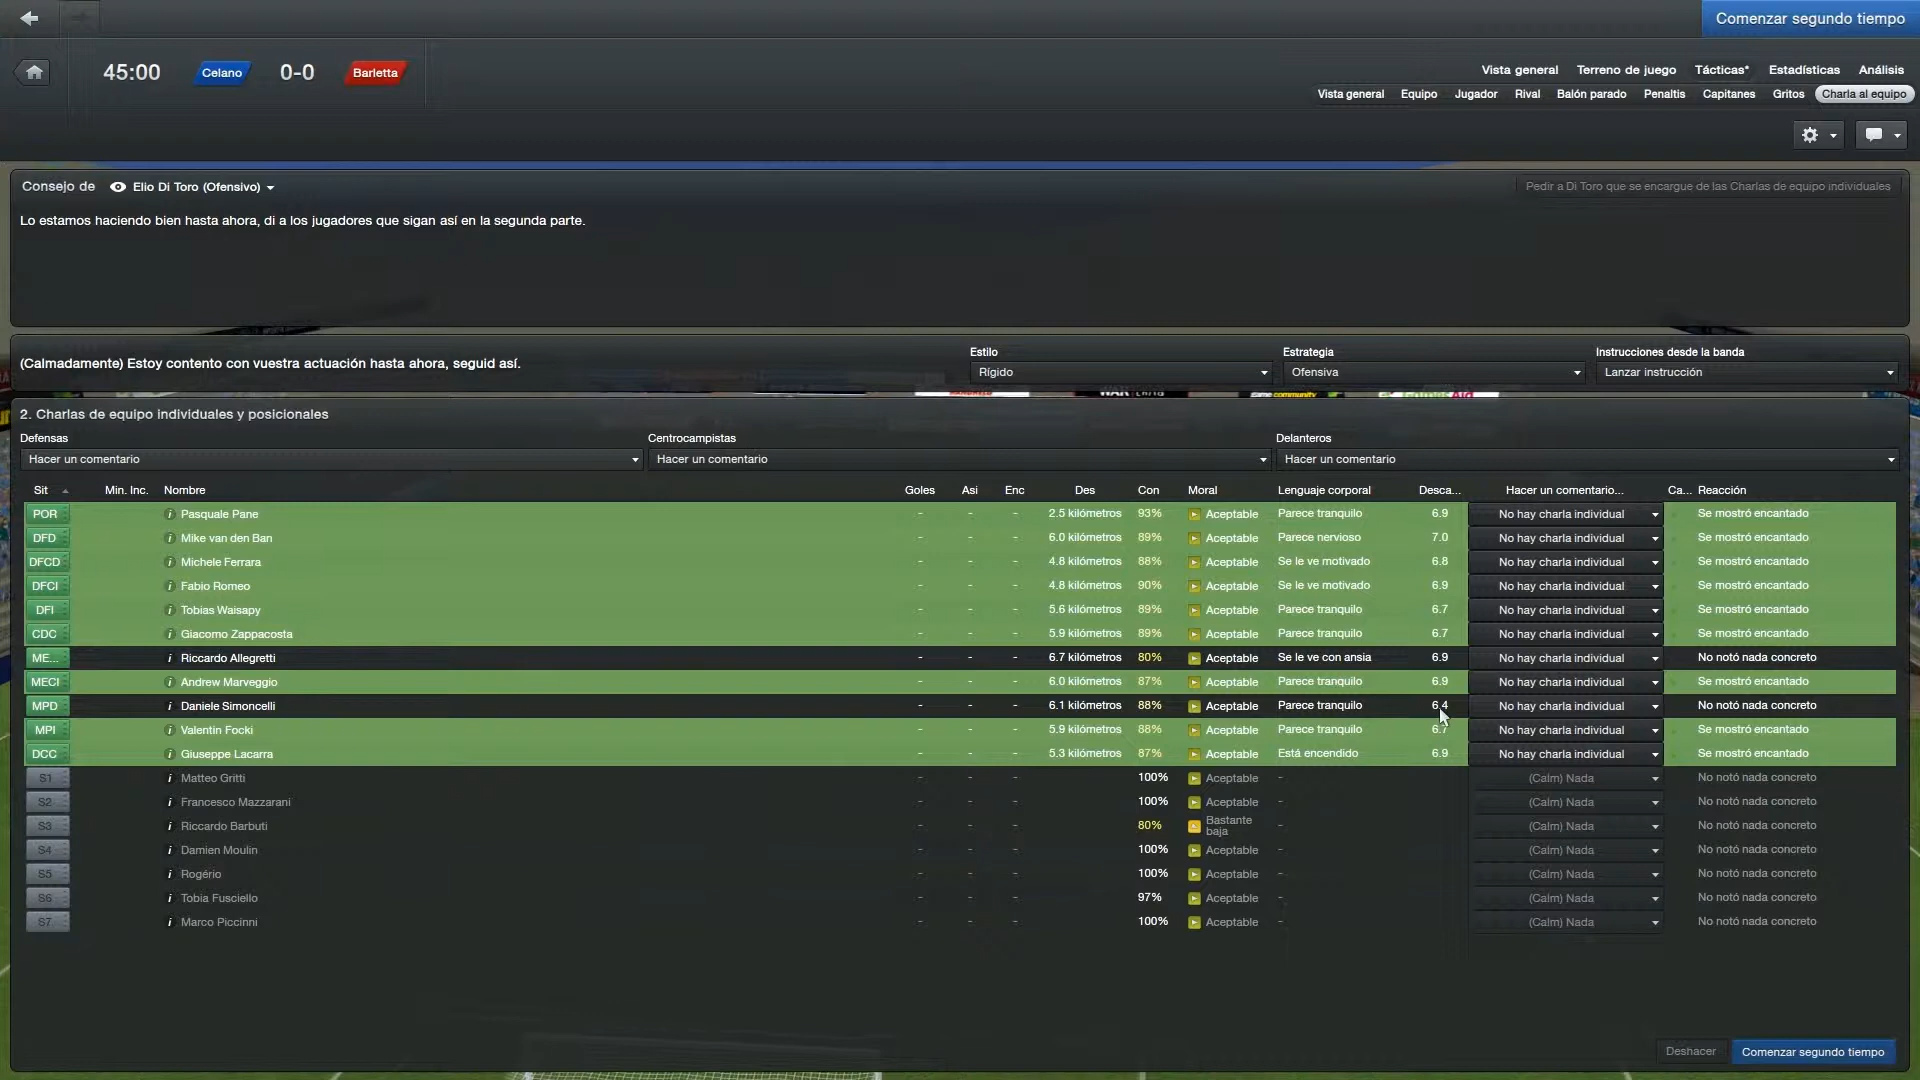 Comenzar segundo tiempo
45:00 Celano 0-0 Barletta
Vista general Terreno de juego Tácticas* Estadísticas Análisis
Vista general Equipo Jugador Rival Balón parado Penaltis Capitanes Gritos Charla al equipo
Consejo de Elio Di Toro (Ofensivo)
Pedir a Di Toro que se encargue de las Charlas de equipo individuales
Lo estamos haciendo bien hasta ahora, di a los jugadores que sigan así en la segunda parte.
(Calmadamente) Estoy contento con vuestra actuación hasta ahora, seguid así.
Estilo Estrategia Instrucciones desde la banda
Rígido Ofensiva Lanzar instrucción
2. Charlas de equipo individuales y posicionales
Defensas Centrocampistas Delanteros
Hacer un comentario Hacer un comentario Hacer un comentario
Sit Min. Inc. Nombre Goles Asi Enc Des Con Moral Lenguaje corporal Desca... Hacer un comentario... Ca... Reacción
POR i Pasquale Pane - - - 2.5 kilómetros 93% Aceptable Parece tranquilo 6.9 No hay charla individual Se mostró encantado
DFD i Mike van den Ban - - - 6.0 kilómetros 89% Aceptable Parece nervioso 7.0 No hay charla individual Se mostró encantado
DFCD i Michele Ferrara - - - 4.8 kilómetros 88% Aceptable Se le ve motivado 6.8 No hay charla individual Se mostró encantado
DFCI i Fabio Romeo - - - 4.8 kilómetros 90% Aceptable Se le ve motivado 6.9 No hay charla individual Se mostró encantado
DFI i Tobias Waisapy - - - 5.6 kilómetros 89% Aceptable Parece tranquilo 6.7 No hay charla individual Se mostró encantado
CDC i Giacomo Zappacosta - - - 5.9 kilómetros 89% Aceptable Parece tranquilo 6.7 No hay charla individual Se mostró encantado
ME... i Riccardo Allegretti - - - 6.7 kilómetros 80% Aceptable Se le ve con ansia 6.9 No hay charla individual No notó nada concreto
MECI i Andrew Marveggio - - - 6.0 kilómetros 87% Aceptable Parece tranquilo 6.9 No hay charla individual Se mostró encantado
MPD i Daniele Simoncelli - - - 6.1 kilómetros 88% Aceptable Parece tranquilo 6.4 No hay charla individual No notó nada concreto
MPI i Valentin Focki - - - 5.9 kilómetros 88% Aceptable Parece tranquilo 6.7 No hay charla individual Se mostró encantado
DCC i Giuseppe Lacarra - - - 5.3 kilómetros 87% Aceptable Está encendido 6.9 No hay charla individual Se mostró encantado
S1 i Matteo Gritti - - - 100% Aceptable - (Calm) Nada No notó nada concreto
S2 i Francesco Mazzarani - - - 100% Aceptable - (Calm) Nada No notó nada concreto
S3 i Riccardo Barbuti - - - 80% Bastante baja - (Calm) Nada No notó nada concreto
S4 i Damien Moulin - - - 100% Aceptable - (Calm) Nada No notó nada concreto
S5 i Rogério - - - 100% Aceptable - (Calm) Nada No notó nada concreto
S6 i Tobia Fusciello - - - 97% Aceptable - (Calm) Nada No notó nada concreto
S7 i Marco Piccinni - - - 100% Aceptable - (Calm) Nada No notó nada concreto
Deshacer Comenzar segundo tiempo